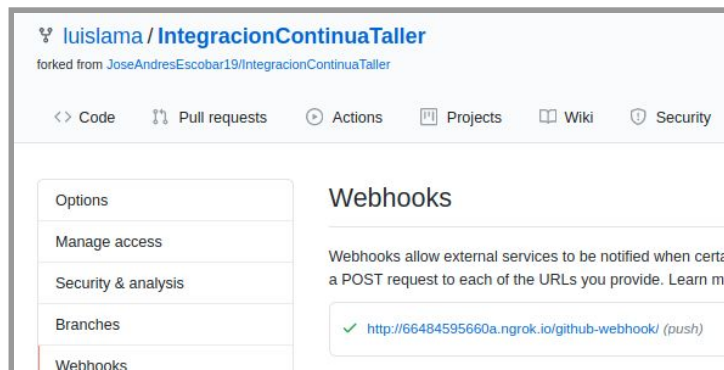 luislama / IntegracionContinuaTaller
forked from JoseAndresEscobar19/IntegracionContinuaTaller
<> Code Pull requests Actions Projects Wiki Security
Options
Manage access
Security & analysis
Branches
Webhooks
Webhooks
Webhooks allow external services to be notified when certa
a POST request to each of the URLs you provide. Learn m
http://66484595660a.ngrok.io/github-webhook/ (push)